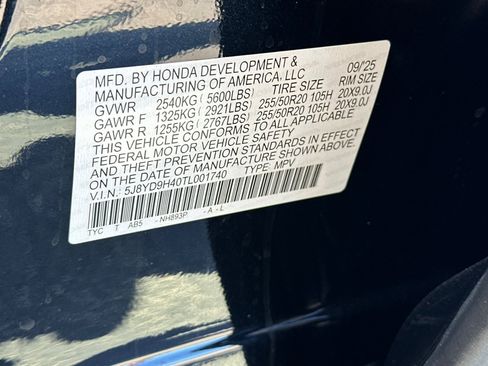 MFD. BY HONDA DEVELOPMENT & 09/25
MANUFACTURING OF AMERICA, LLC
GVWR 2540KG (5600LBS) TIRE SIZE RIM SIZE
GAWR F 1325KG (2921LBS) 255/50R20 105H 20X9.0J
GAWR R 1255KG (2767LBS) 255/50R20 105H 20X9.0J
THIS VEHICLE CONFORMS TO ALL APPLICABLE
FEDERAL MOTOR VEHICLE SAFETY
AND THEFT PREVENTION STANDARDS IN EFFECT
ON THE DATE OF MANUFACTURE SHOWN ABOVE.
V.I.N.: 5J8YD9H40TL001740 TYPE: MPV
TYC T AB5 - NH893P - A - L